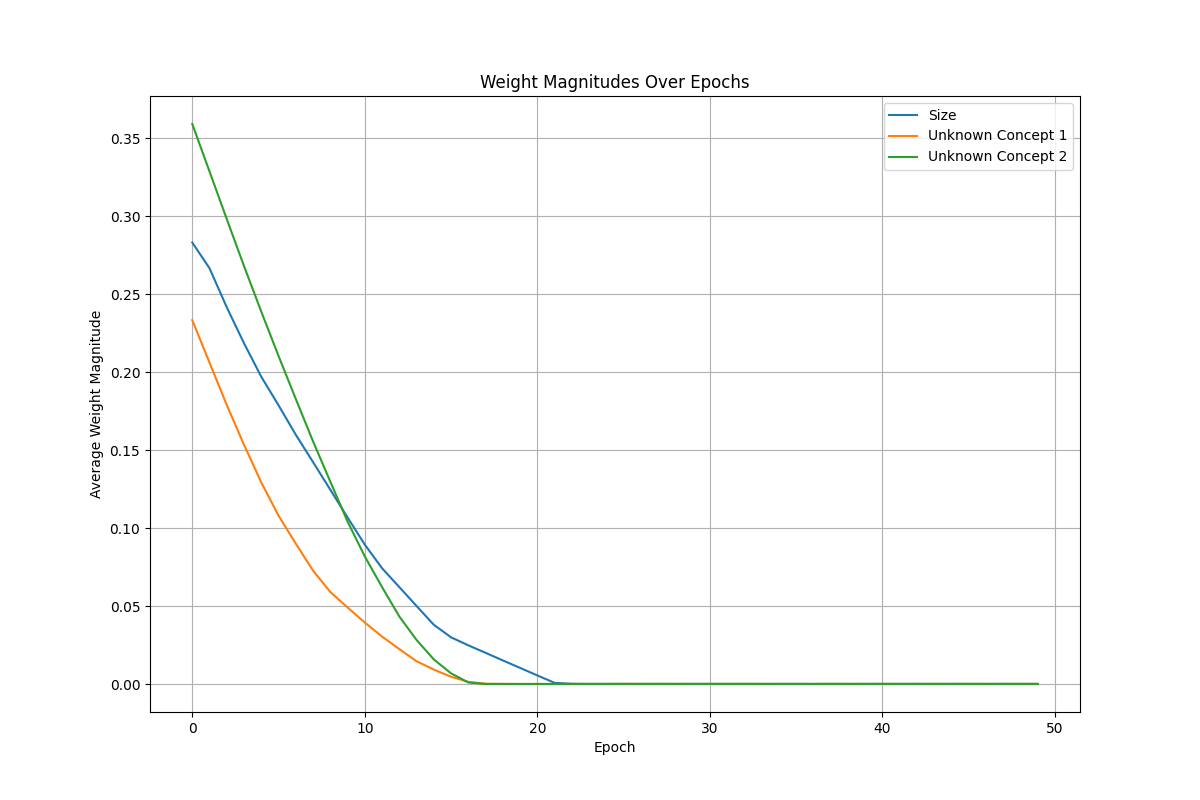 Weight Magnitudes Over Epochs
Size
Unknown Concept 1
Unknown Concept 2
Average Weight Magnitude
0.35
0.30
0.25
0.20
0.15
0.10
0.05
0.00
0 10 20 30 40 50
Epoch